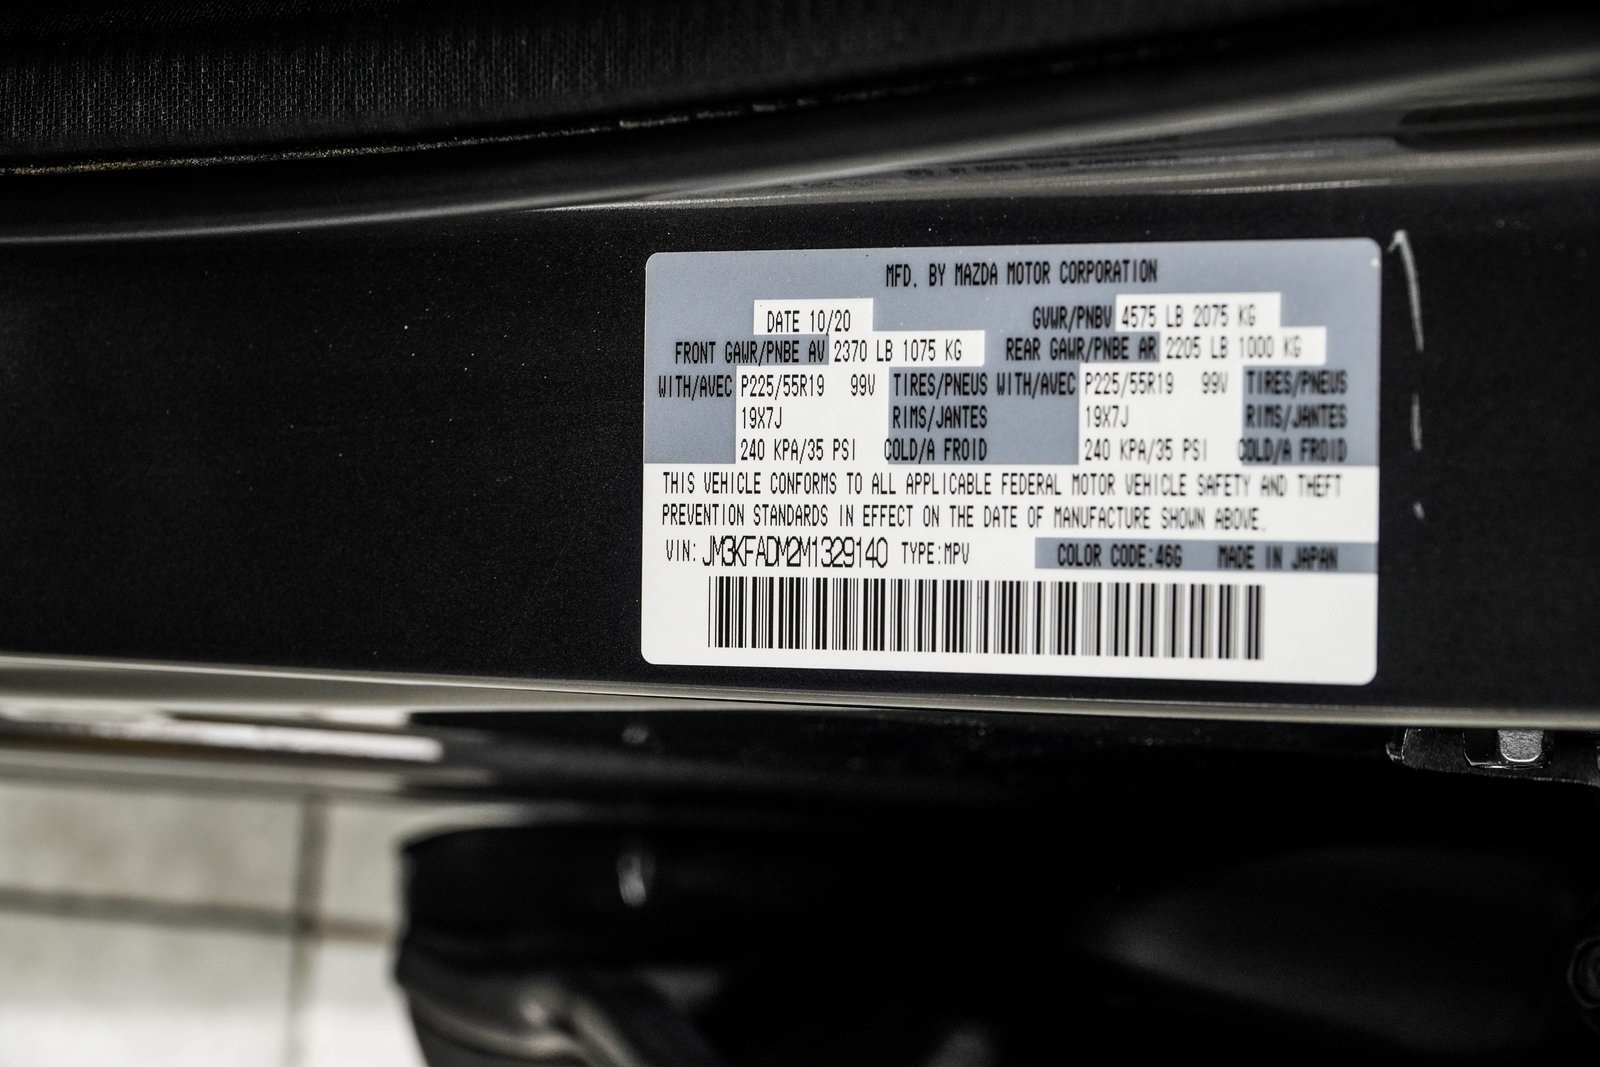 MFD. BY MAZDA MOTOR CORPORATION
DATE 10/20 GVWR/PNBV 4575 LB 2075 KG
FRONT GAWR/PNBE AV 2370 LB 1075 KG REAR GAWR/PNBE AR 2205 LB 1000 KG
WITH/AVEC P225/55R19 99V TIRES/PNEUS WITH/AVEC P225/55R19 99V TIRES/PNEUS
19X7J RIMS/JANTES 19X7J RIMS/JANTES
240 KPA/35 PSI COLD/A FROID 240 KPA/35 PSI COLD/A FROID
THIS VEHICLE CONFORMS TO ALL APPLICABLE FEDERAL MOTOR VEHICLE SAFETY AND THEFT
PREVENTION STANDARDS IN EFFECT ON THE DATE OF MANUFACTURE SHOWN ABOVE.
VIN: JM3KFADM2M1329140 TYPE:MPV COLOR CODE:46G MADE IN JAPAN